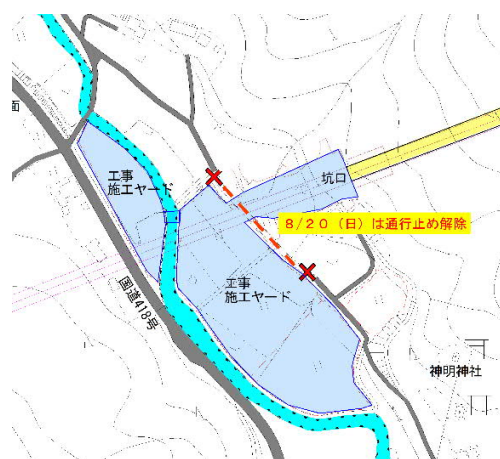 面
工事
施工ヤード
坑口
8/20(日)は通行止め解除
工事
施工ヤード
国道418号
神明神社